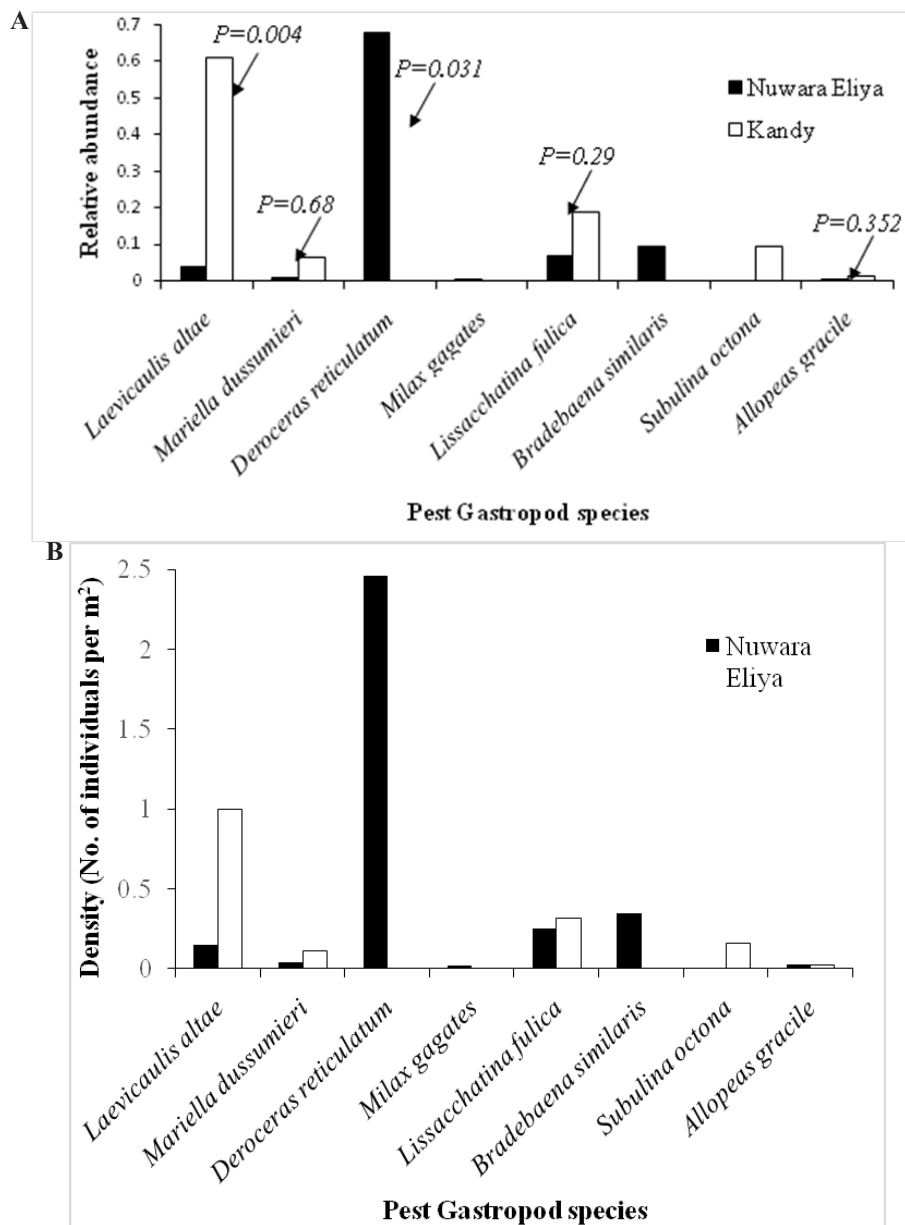 A
0.7
0.6
0.5
0.4
0.3
0.2
0.1
0
Relative abundance
P=0.004
P=0.031
P=0.68
P=0.29
P=0.352
Nuwara Eliya
Kandy
Laevicaulis altae
Mariella dussumieri
Deroceras reticulatum
Milax gagates
Lissacchatina fulica
Bradebaena similaris
Subulina octona
Allopeas gracile
Pest Gastropod species
B
2.5
2
1.5
1
0.5
0
Density (No. of individuals per m²)
Nuwara
Eliya
Laevicaulis altae
Mariella dussumieri
Deroceras reticulatum
Milax gagates
Lissacchatina fulica
Bradebaena similaris
Subulina octona
Allopeas gracile
Pest Gastropod species